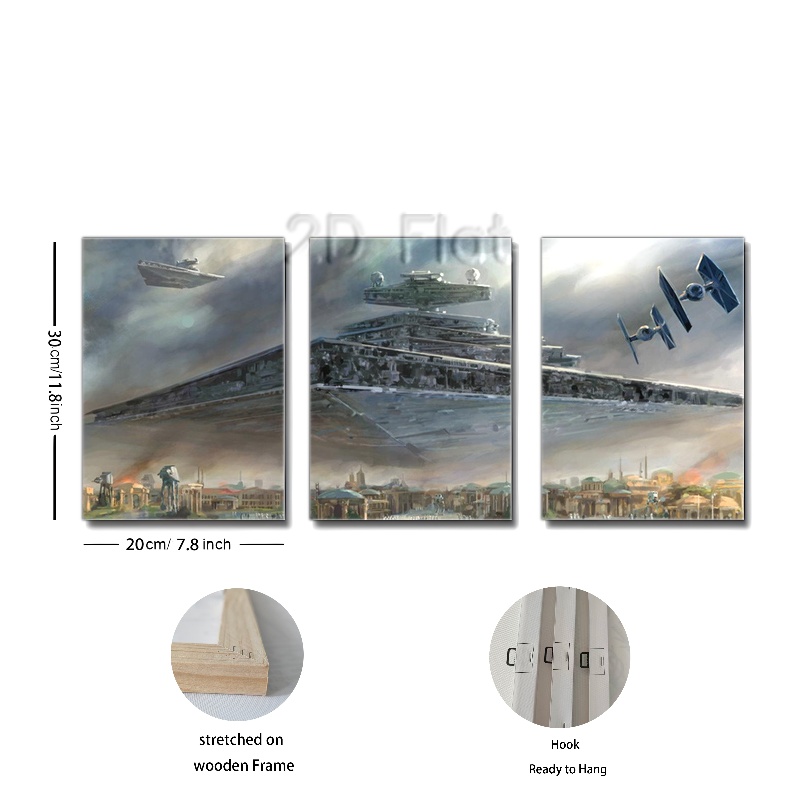 2D Flat
30cm/11.8inch
20cm/ 7.8 inch
stretched on
wooden Frame
Hook
Ready to Hang